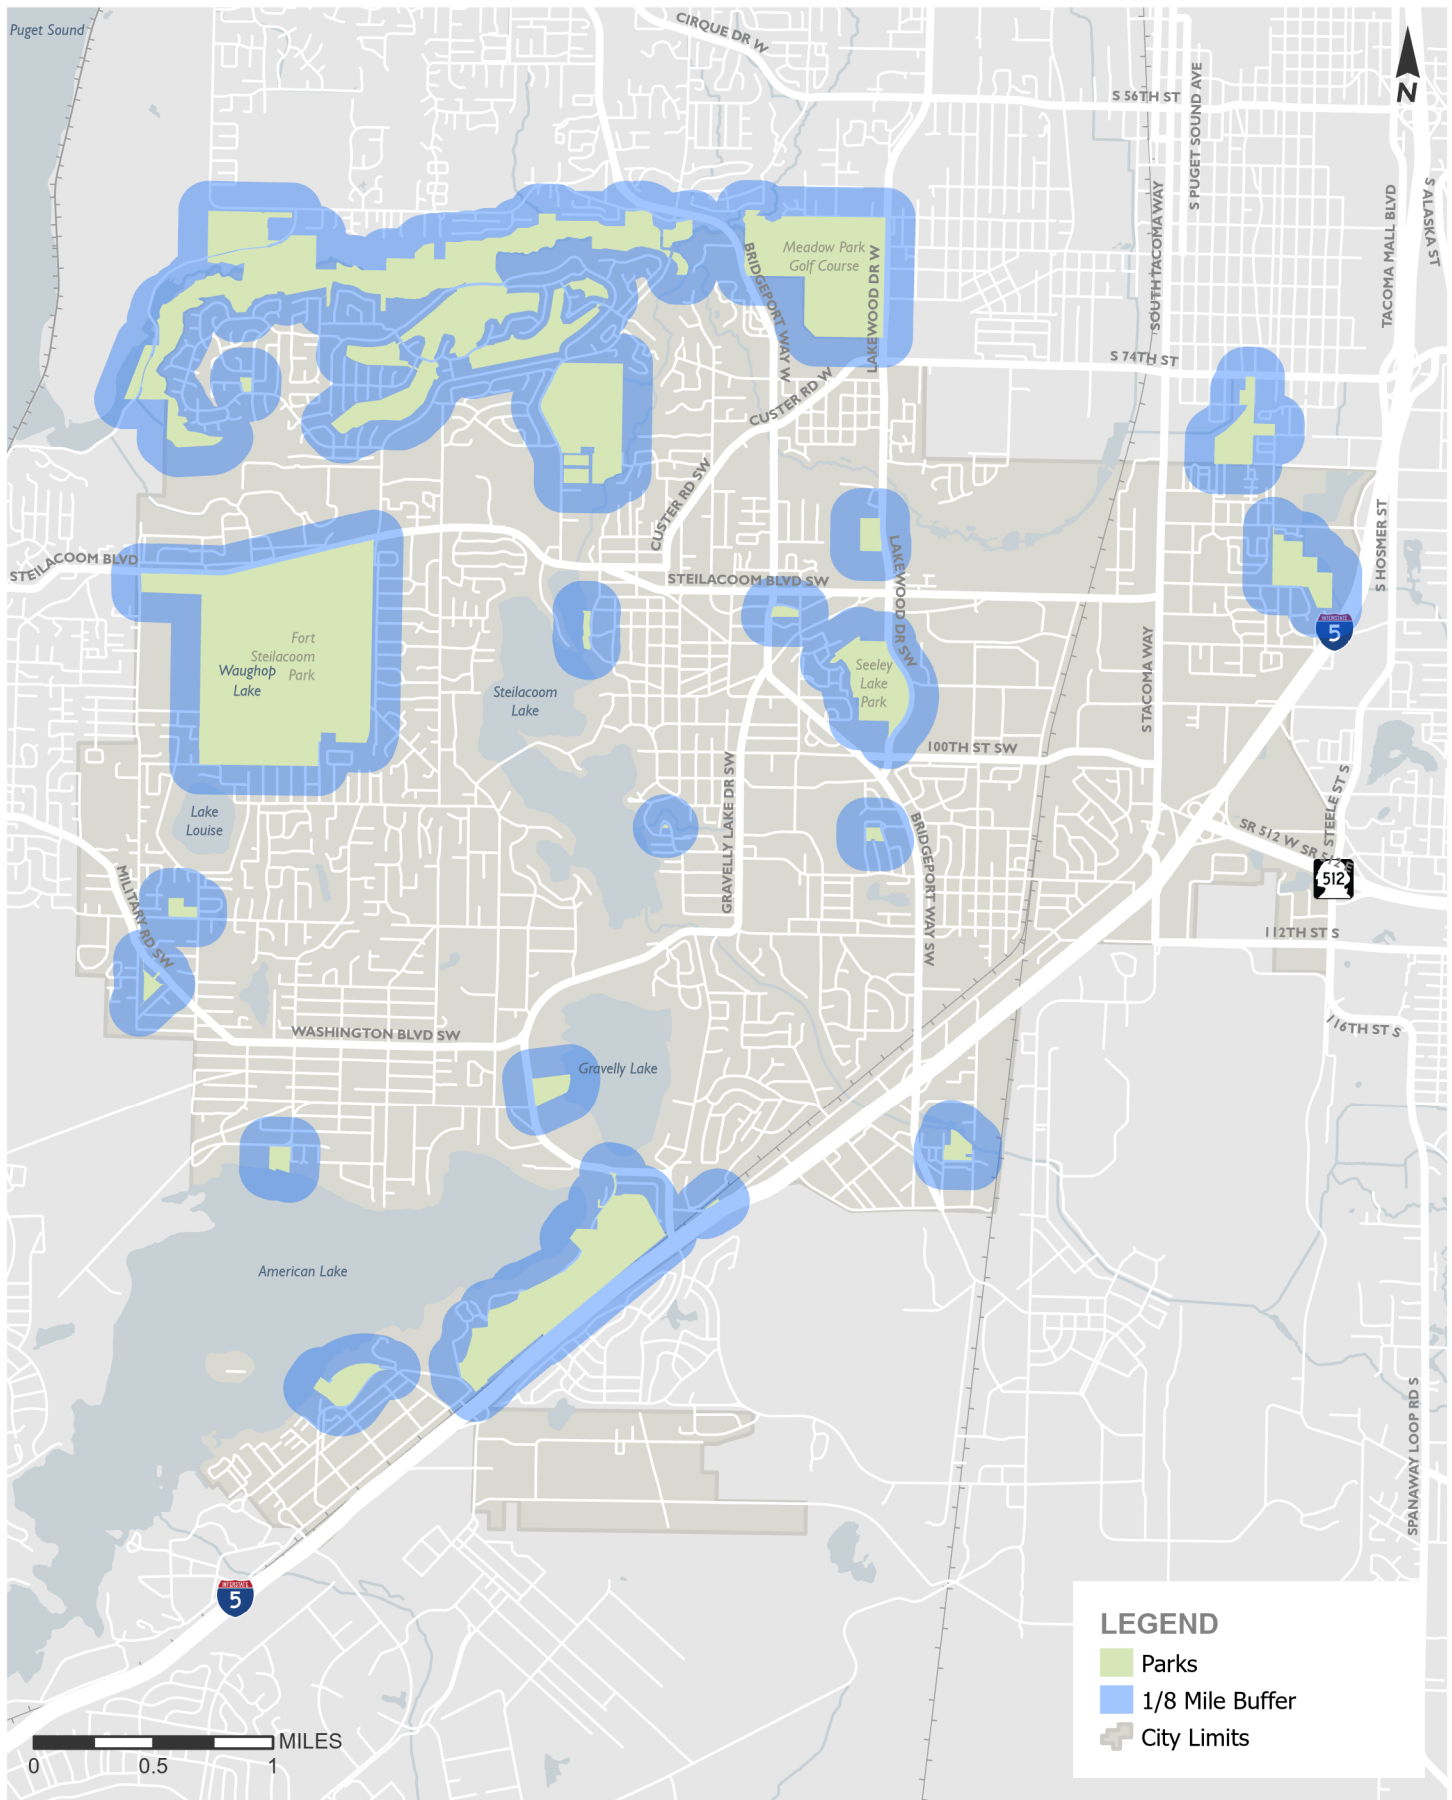 Puget Sound
CIRQUE DR W
N
S 56TH ST
S PUGET SOUND AVE
SOUTH TACOMA WAY
TACOMA MALL BLVD
S ALASKA ST
Meadow Park
Golf Course
BRIDGEPORT WAY W
LAKEWOOD DR W
S 74TH ST
CUSTER RD W
CUSTER RD SW
STEILACOOM BLVD
STEILACOOM BLVD SW
LAKEWOOD DR SW
S HOSMER ST
INTERSTATE
5
Fort
Steilacoom
Park
Waughop
Lake
Steilacoom
Lake
Seeley
Lake
Park
S TACOMA WAY
100TH ST SW
GRAVELLY LAKE DR SW
BRIDGEPORT WAY SW
STEELE ST S
SR 512 W SR 512 E
512
Lake
Louise
MILITARY RD SW
112TH ST S
116TH ST S
WASHINGTON BLVD SW
Gravelly Lake
American Lake
SPANAWAY LOOP RD S
INTERSTATE
5
LEGEND
Parks
1/8 Mile Buffer
City Limits
MILES
0 0.5 1